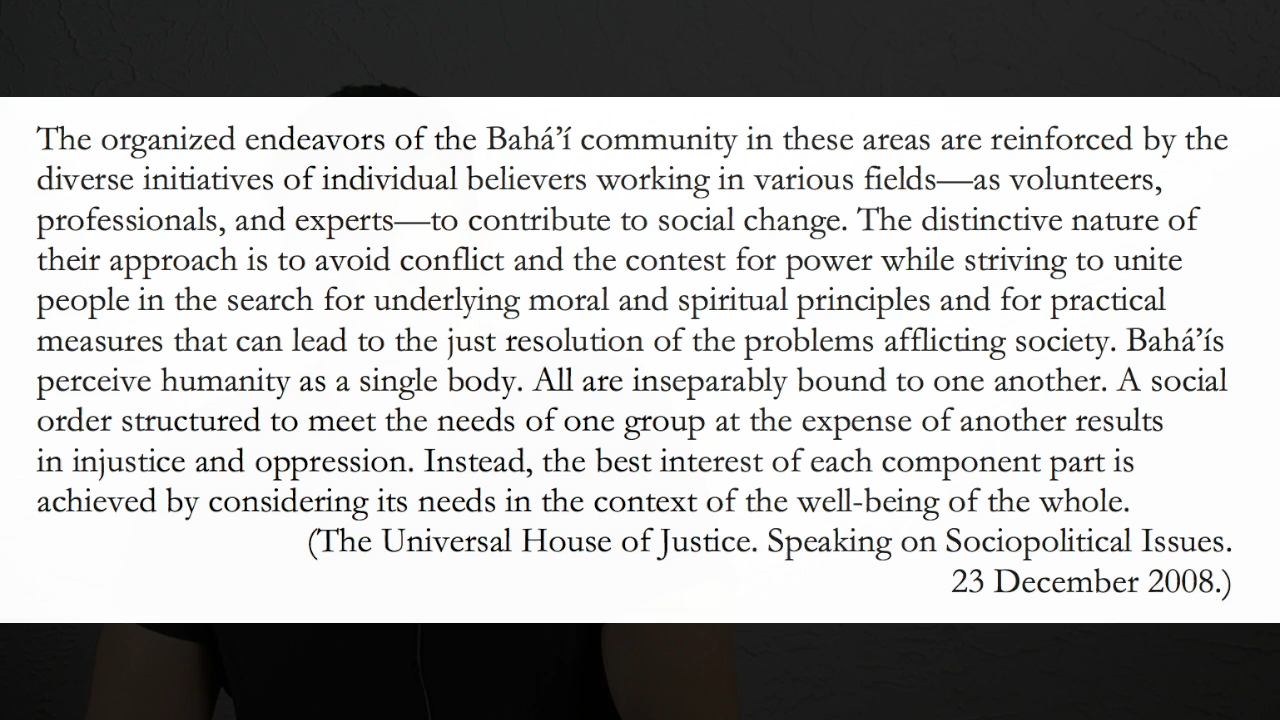 The organized endeavors of the Bahá’í community in these areas are reinforced by the
diverse initiatives of individual believers working in various fields—as volunteers,
professionals, and experts—to contribute to social change. The distinctive nature of
their approach is to avoid conflict and the contest for power while striving to unite
people in the search for underlying moral and spiritual principles and for practical
measures that can lead to the just resolution of the problems afflicting society. Bahá’ís
perceive humanity as a single body. All are inseparably bound to one another. A social
order structured to meet the needs of one group at the expense of another results
in injustice and oppression. Instead, the best interest of each component part is
achieved by considering its needs in the context of the well-being of the whole.
(The Universal House of Justice. Speaking on Sociopolitical Issues.
23 December 2008.)